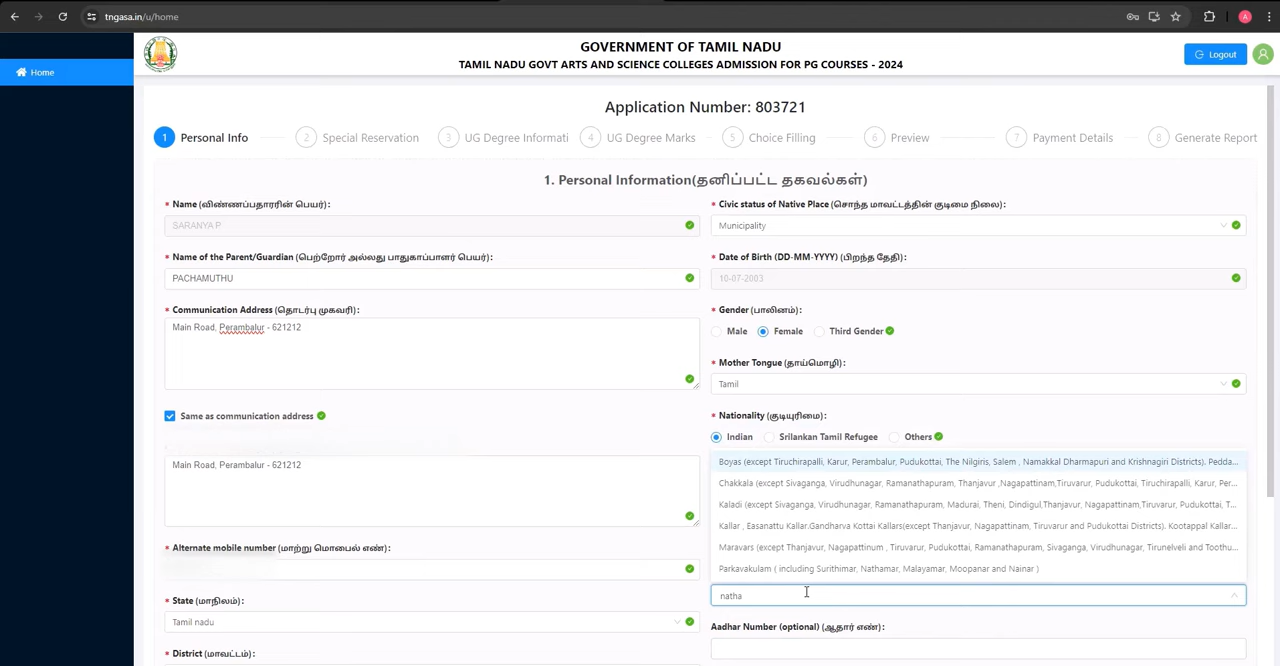 tngasa.in/u/home
A
Home
GOVERNMENT OF TAMIL NADU
TAMIL NADU GOVT ARTS AND SCIENCE COLLEGES ADMISSION FOR PG COURSES - 2024
Logout
Application Number: 803721
1 Personal Info
2 Special Reservation
3 UG Degree Informati
4 UG Degree Marks
5 Choice Filling
6 Preview
7 Payment Details
8 Generate Report
1. Personal Information(தனிப்பட்ட தகவல்கள்)
* Name (விண்ணப்பதாரரின் பெயர்):
SARANYA P
* Name of the Parent/Guardian (பெற்றோர் அல்லது பாதுகாப்பாளர் பெயர்):
PACHAMUTHU
* Communication Address (தொடர்பு முகவரி):
Main Road, Perambalur - 621212
Same as communication address
Main Road, Perambalur - 621212
* Alternate mobile number (மாற்று மொபைல் எண்):
* State (மாநிலம்):
Tamil nadu
* District (மாவட்டம்):
* Civic status of Native Place (சொந்த மாவட்டத்தின் குடிமை நிலை):
Municipality
* Date of Birth (DD-MM-YYYY) (பிறந்த தேதி):
10-07-2003
* Gender (பாலினம்):
Male Female Third Gender
* Mother Tongue (தாய்மொழி):
Tamil
* Nationality (குடியுரிமை):
Indian Srilankan Tamil Refugee Others
Boyas (except Tiruchirapalli, Karur, Perambalur, Pudukottai, The Nilgiris, Salem , Namakkal Dharmapuri and Krishnagiri Districts). Pedda...
Chakkala (except Sivaganga, Virudhunagar, Ramanathapuram, Thanjavur ,Nagapattinam,Tiruvarur, Pudukottai, Tiruchirapalli, Karur, Per...
Kaladi (except Sivaganga, Virudhunagar, Ramanathapuram, Madurai, Theni, Dindigul,Thanjavur, Nagapattinam,Tiruvarur, Pudukottai, T...
Kallar , Easanattu Kallar.Gandharva Kottai Kallars(except Thanjavur, Nagapattinam, Tiruvarur and Pudukottai Districts). Kootappal Kallar...
Maravars (except Thanjavur, Nagapattinum , Tiruvarur, Pudukottai, Ramanathapuram, Sivaganga, Virudhunagar, Tirunelveli and Toothu...
Parkavakulam ( including Surithimar, Nathamar, Malayamar, Moopanar and Nainar )
natha
Aadhar Number (optional) (ஆதார் எண்):